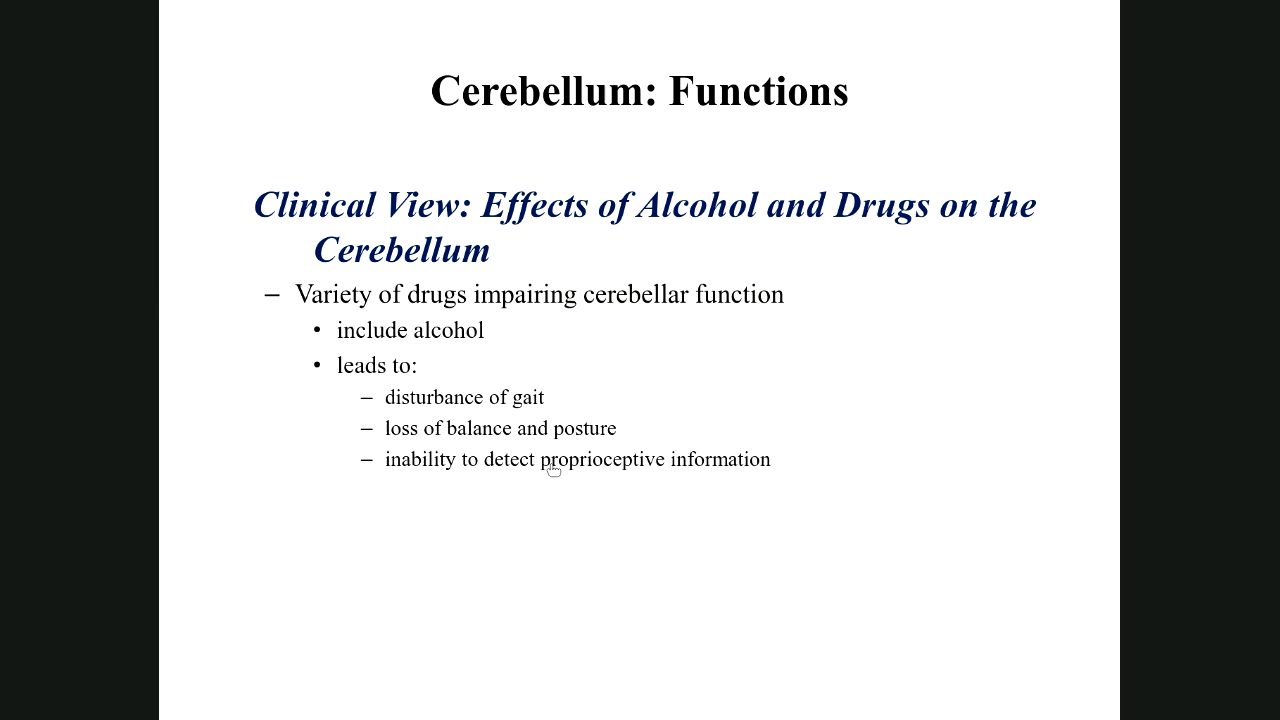 Cerebellum: Functions
Clinical View: Effects of Alcohol and Drugs on the
Cerebellum
– Variety of drugs impairing cerebellar function
• include alcohol
• leads to:
– disturbance of gait
– loss of balance and posture
– inability to detect proprioceptive information